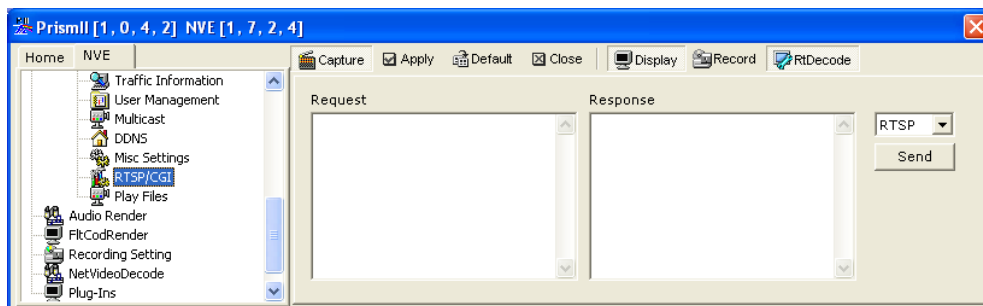 PrismII [1, 0, 4, 2] NVE [1, 7, 2, 4]
Home NVE
Capture Apply Default Close Display Record RtDecode
Traffic Information
User Management
Multicast
DDNS
Misc Settings
RTSP/CGI
Play Files
Audio Render
FltCodRender
Recording Setting
NetVideoDecode
Plug-Ins
Request
Response
RTSP
Send